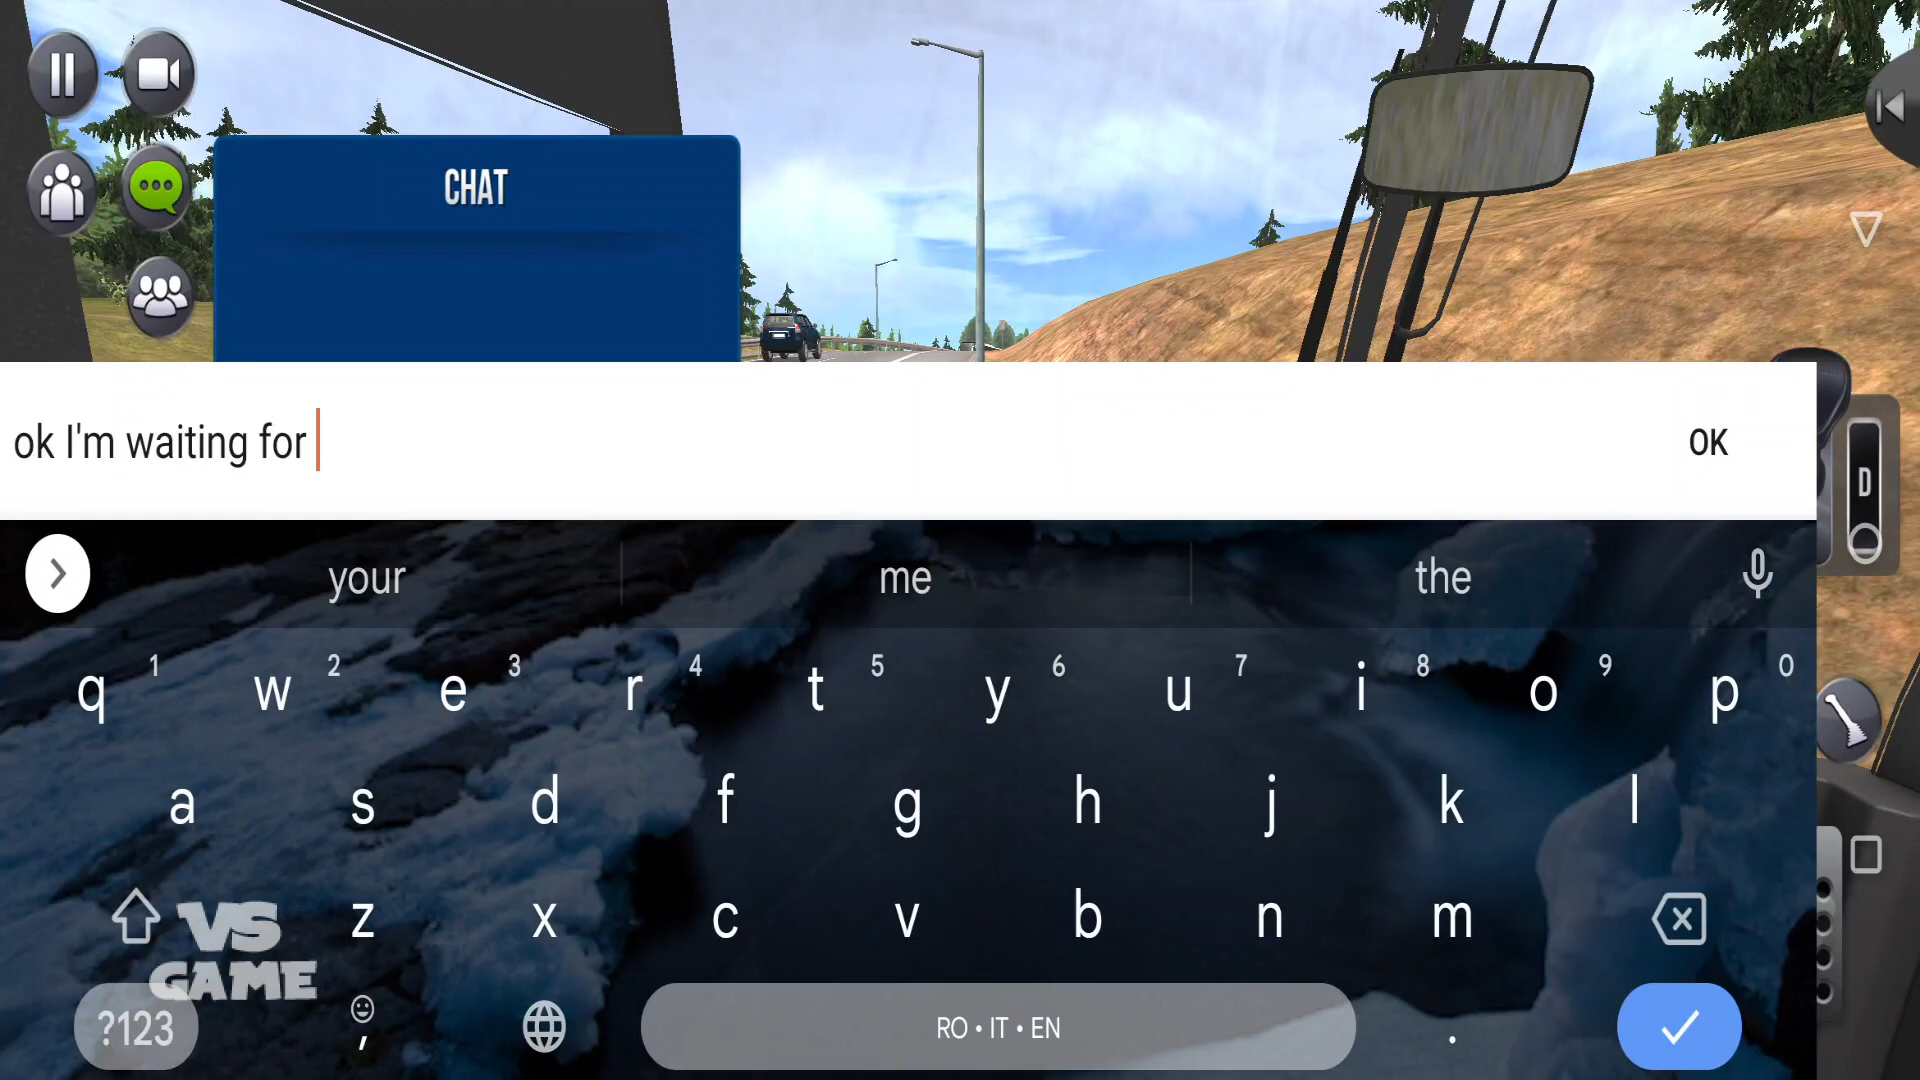 CHAT
ok I'm waiting for
OK
D
your me the
q 1 w 2 e 3 r 4 t 5 y 6 u 7 i 8 o 9 p 0
a s d f g h j k l
z x c v b n m
VS
GAME
?123 , RO • IT • EN .